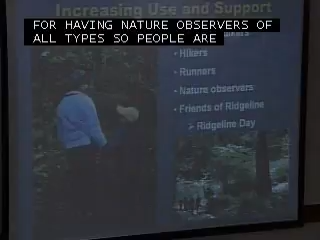 Increasing Use and Support
FOR HAVING NATURE OBSERVERS OF
ALL TYPES SO PEOPLE ARE
• Hikers
• Runners
• Nature observers
• Friends of Ridgeline
➢ Ridgeline Day